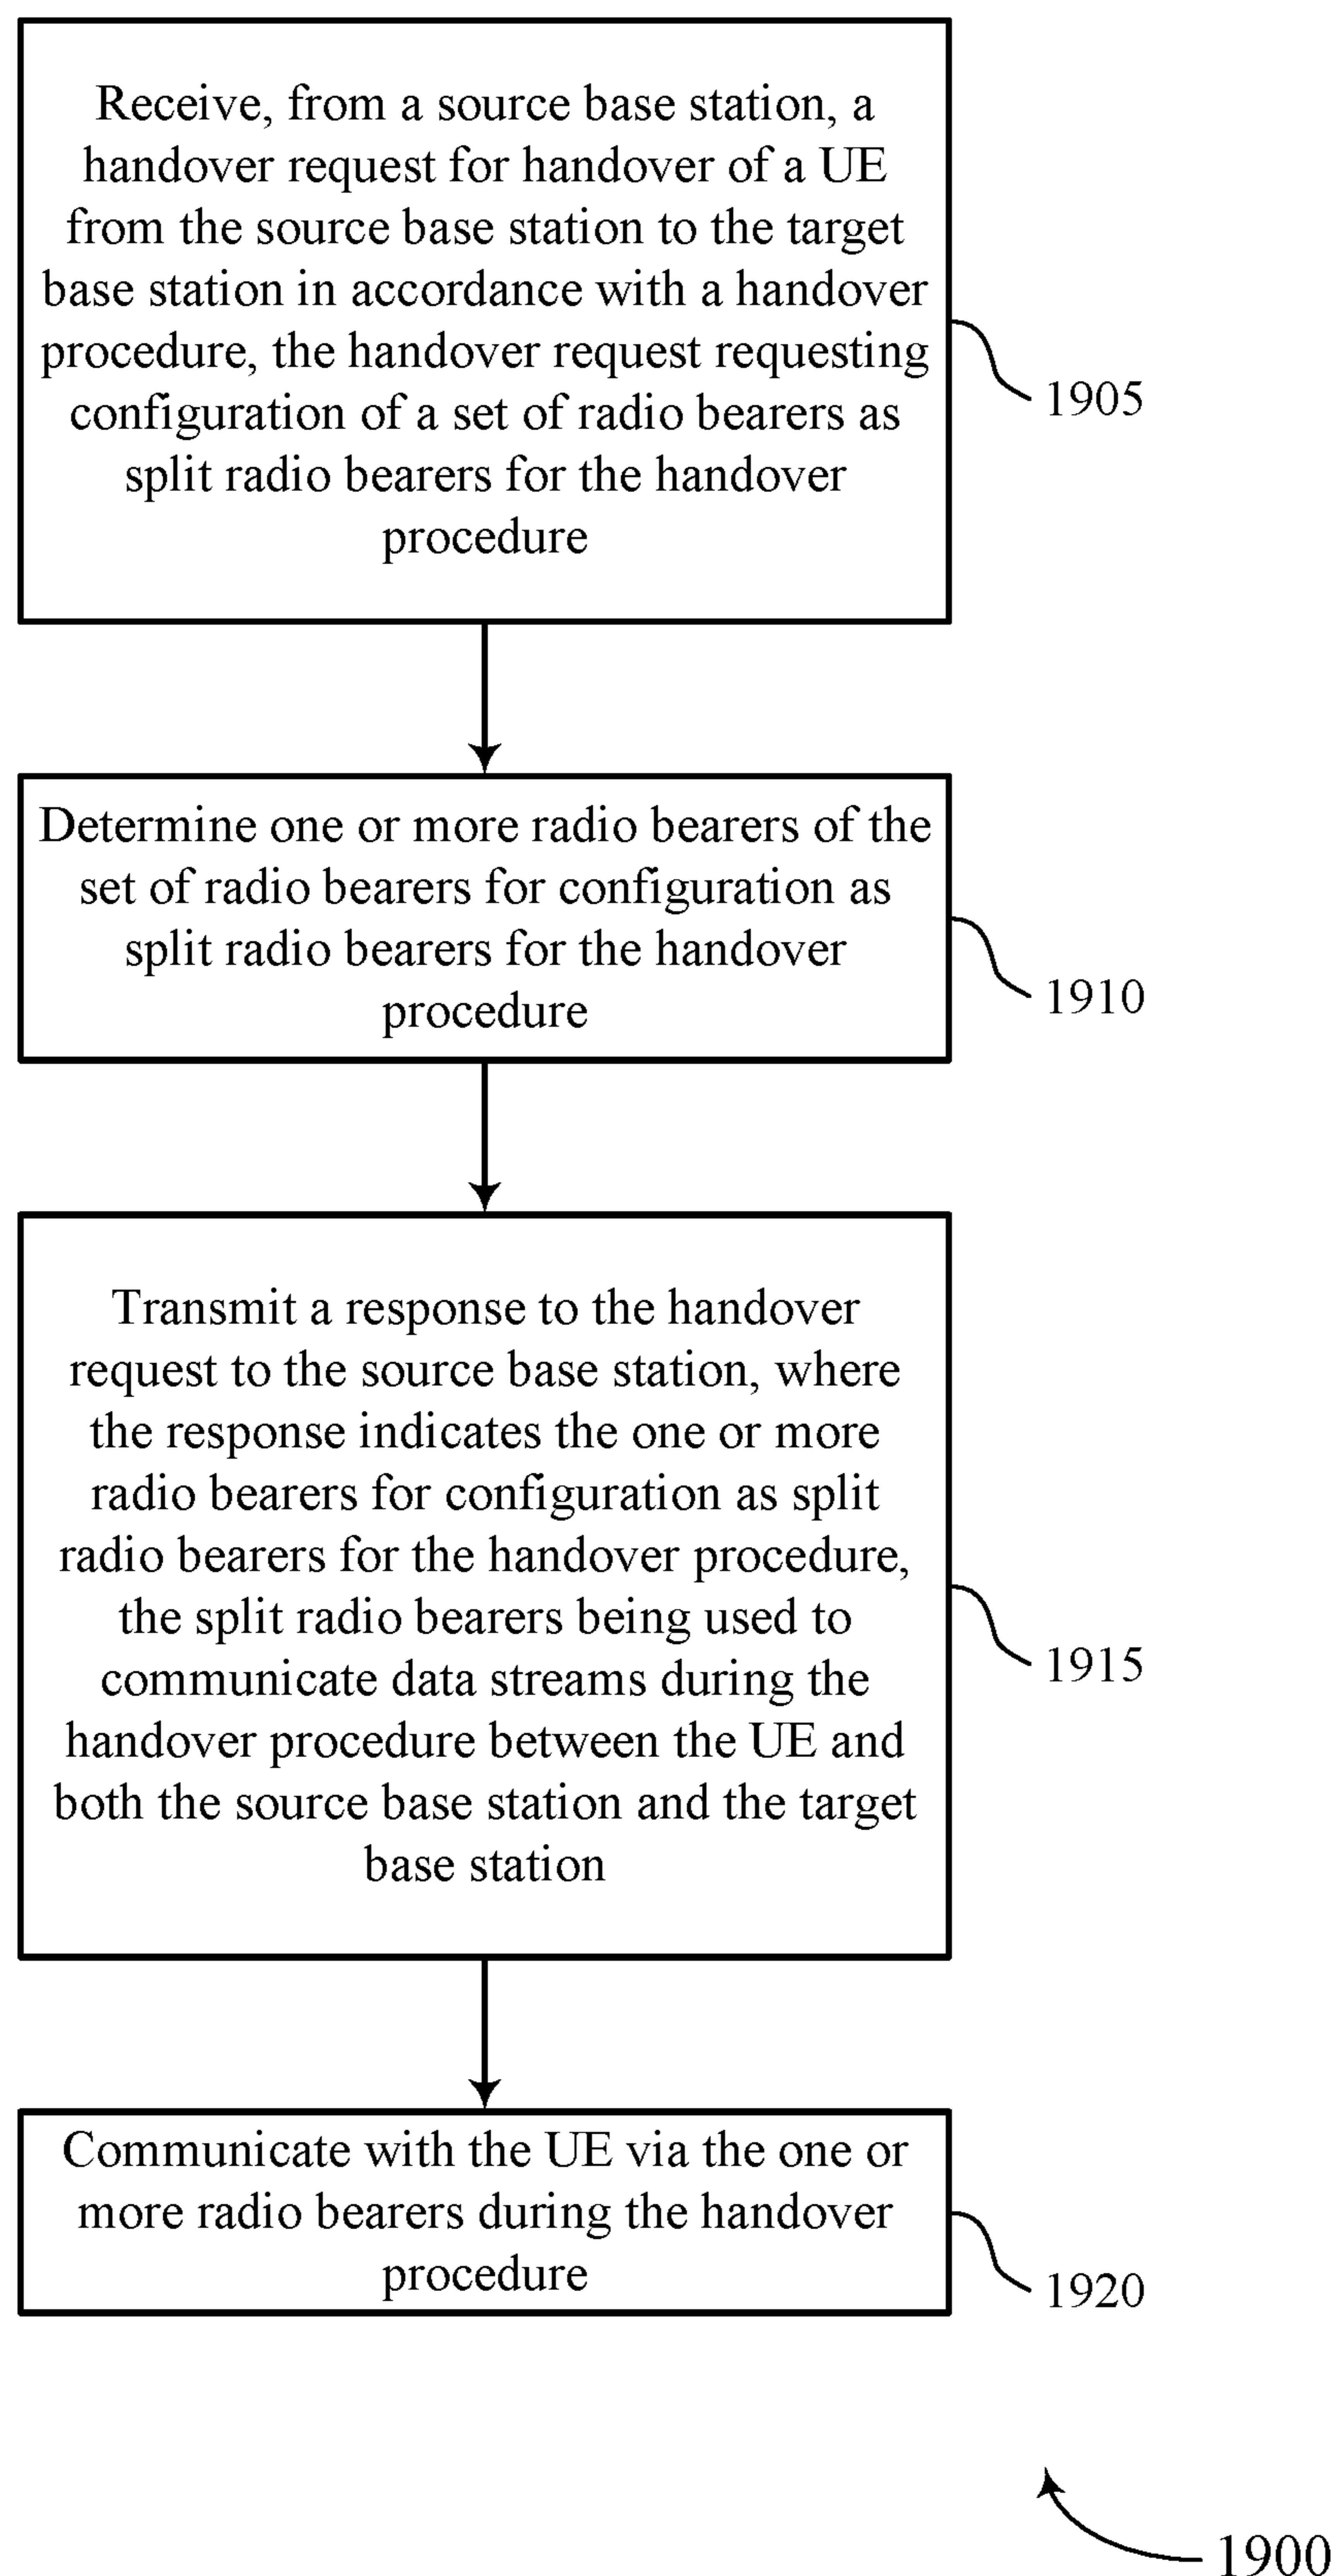 Receive, from a source base station, a
handover request for handover of a UE
from the source base station to the target
base station in accordance with a handover
procedure, the handover request requesting
configuration of a set of radio bearers as
split radio bearers for the handover
procedure
1905
Determine one or more radio bearers of the
set of radio bearers for configuration as
split radio bearers for the handover
procedure
1910
Transmit a response to the handover
request to the source base station, where
the response indicates the one or more
radio bearers for configuration as split
radio bearers for the handover procedure,
the split radio bearers being used to
communicate data streams during the
handover procedure between the UE and
both the source base station and the target
base station
1915
Communicate with the UE via the one or
more radio bearers during the handover
procedure
1920
1900